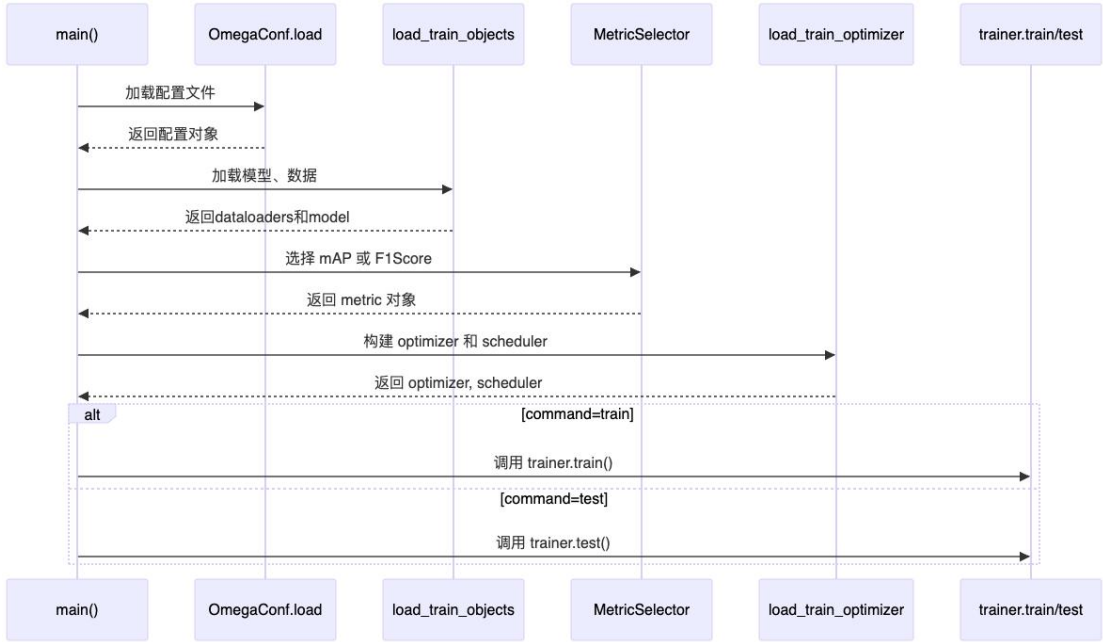 main()
OmegaConf.load
load_train_objects
MetricSelector
load_train_optimizer
trainer.train/test
加载配置文件
返回配置对象
加载模型、数据
返回dataloaders和model
选择 mAP 或 F1Score
返回 metric 对象
构建 optimizer 和 scheduler
返回 optimizer, scheduler
alt
[command=train]
调用 trainer.train()
[command=test]
调用 trainer.test()
main()
OmegaConf.load
load_train_objects
MetricSelector
load_train_optimizer
trainer.train/test